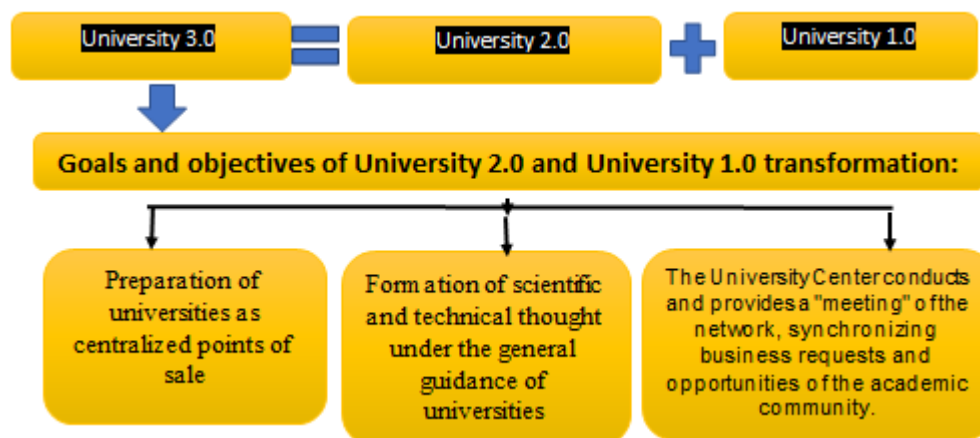 University 3.0
University 2.0
University 1.0
Goals and objectives of University 2.0 and University 1.0 transformation:
Preparation of
universities as
centralized points of
sale
Formation of scientific
and technical thought
under the general
guidance of
universities
The University Center conducts
and provides a "meeting" of the
network, synchronizing
business requests and
opportunities of the academic
community.